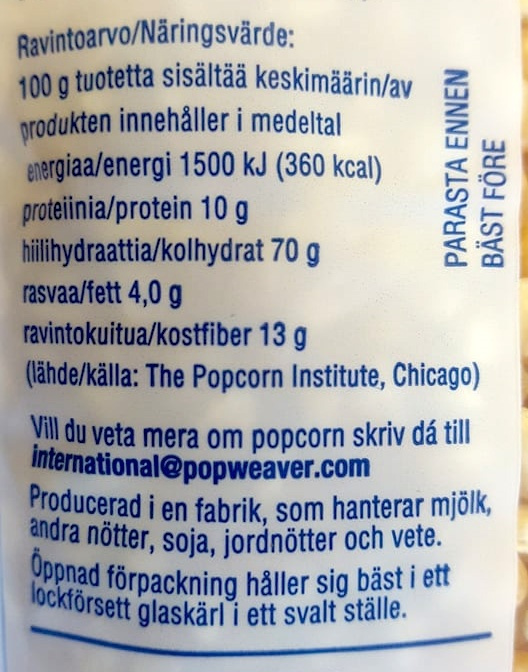 Ravintoarvo/Näringsvärde:
100 g tuotetta sisältää keskimäärin/av
produkten innehåller i medeltal
energiaa/energi 1500 kJ (360 kcal)
proteiinia/protein 10 g
hiilihydraattia/kolhydrat 70 g
rasvaa/fett 4,0 g
ravintokuitua/kostfiber 13 g
(lähde/källa: The Popcorn Institute, Chicago)
Vill du veta mera om popcorn skriv dá till
international@popweaver.com
Producerad i en fabrik, som hanterar mjölk,
andra nötter, soja, jordnötter och vete.
Öppnad förpackning håller sig bäst i ett
lockförsett glaskärl i ett svalt ställe.
PARASTA ENNEN
BÄST FÖRE